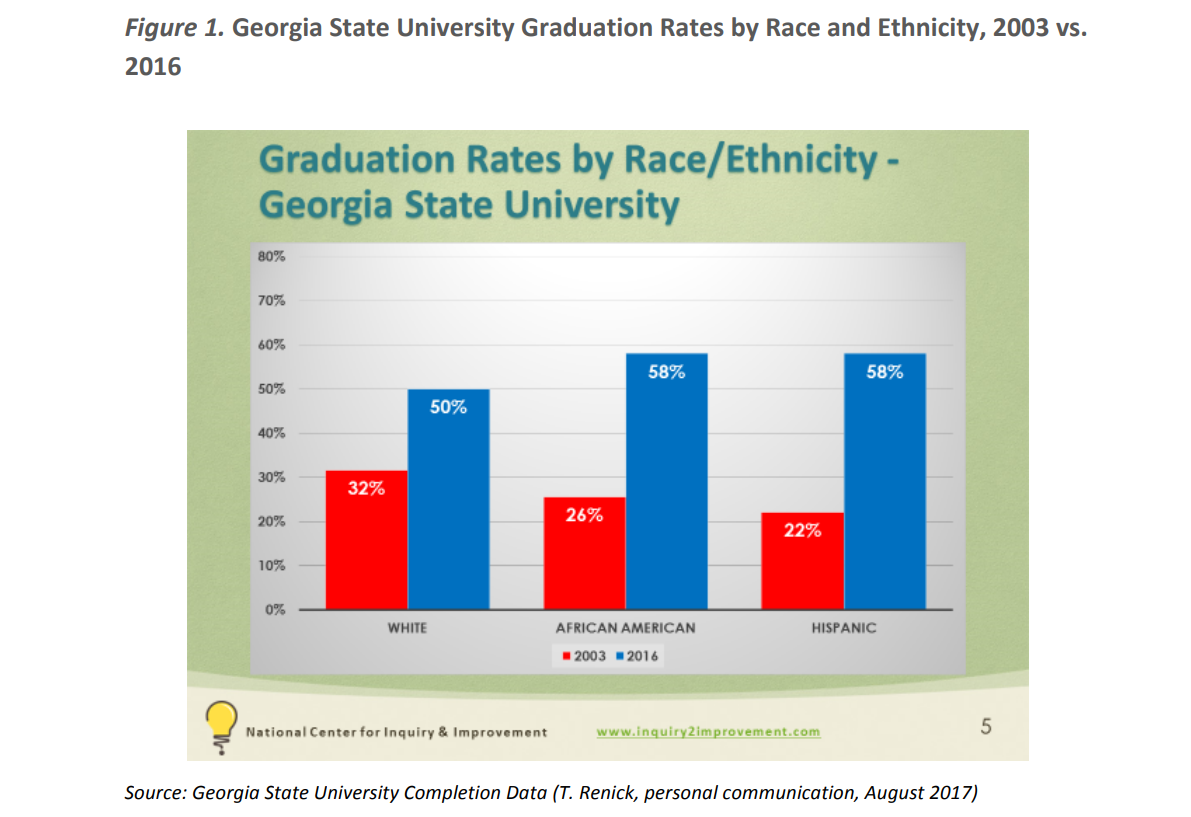 Figure 1. Georgia State University Graduation Rates by Race and Ethnicity, 2003 vs.
2016
Graduation Rates by Race/Ethnicity -
Georgia State University
80%
70%
60%
50%
40%
30%
20%
10%
0%
32%
50%
26%
58%
22%
58%
WHITE
AFRICAN AMERICAN
HISPANIC
2003 2016
National Center for Inquiry & Improvement
www.inquiry2improvement.com
5
Source: Georgia State University Completion Data (T. Renick, personal communication, August 2017)